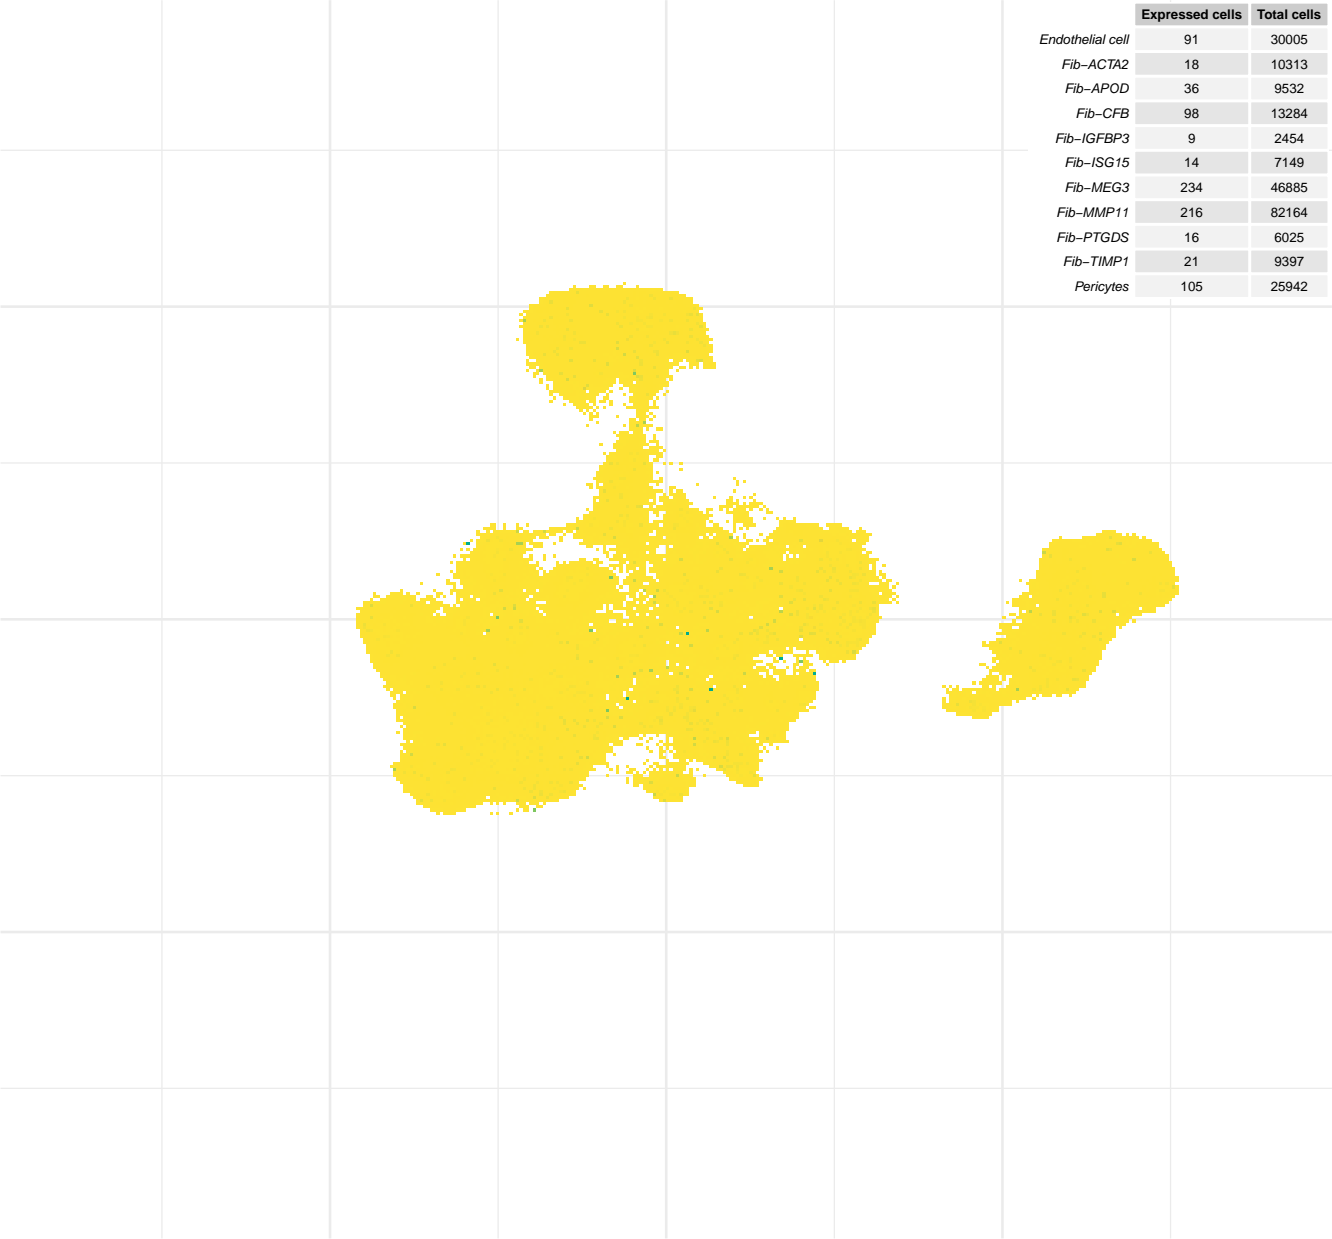 Expressed cells Total cells
Endothelial cell 91 30005
Fib−ACTA2 18 10313
Fib−APOD 36 9532
Fib−CFB 98 13284
Fib−IGFBP3 9 2454
Fib−ISG15 14 7149
Fib−MEG3 234 46885
Fib−MMP11 216 82164
Fib−PTGDS 16 6025
Fib−TIMP1 21 9397
Pericytes 105 25942